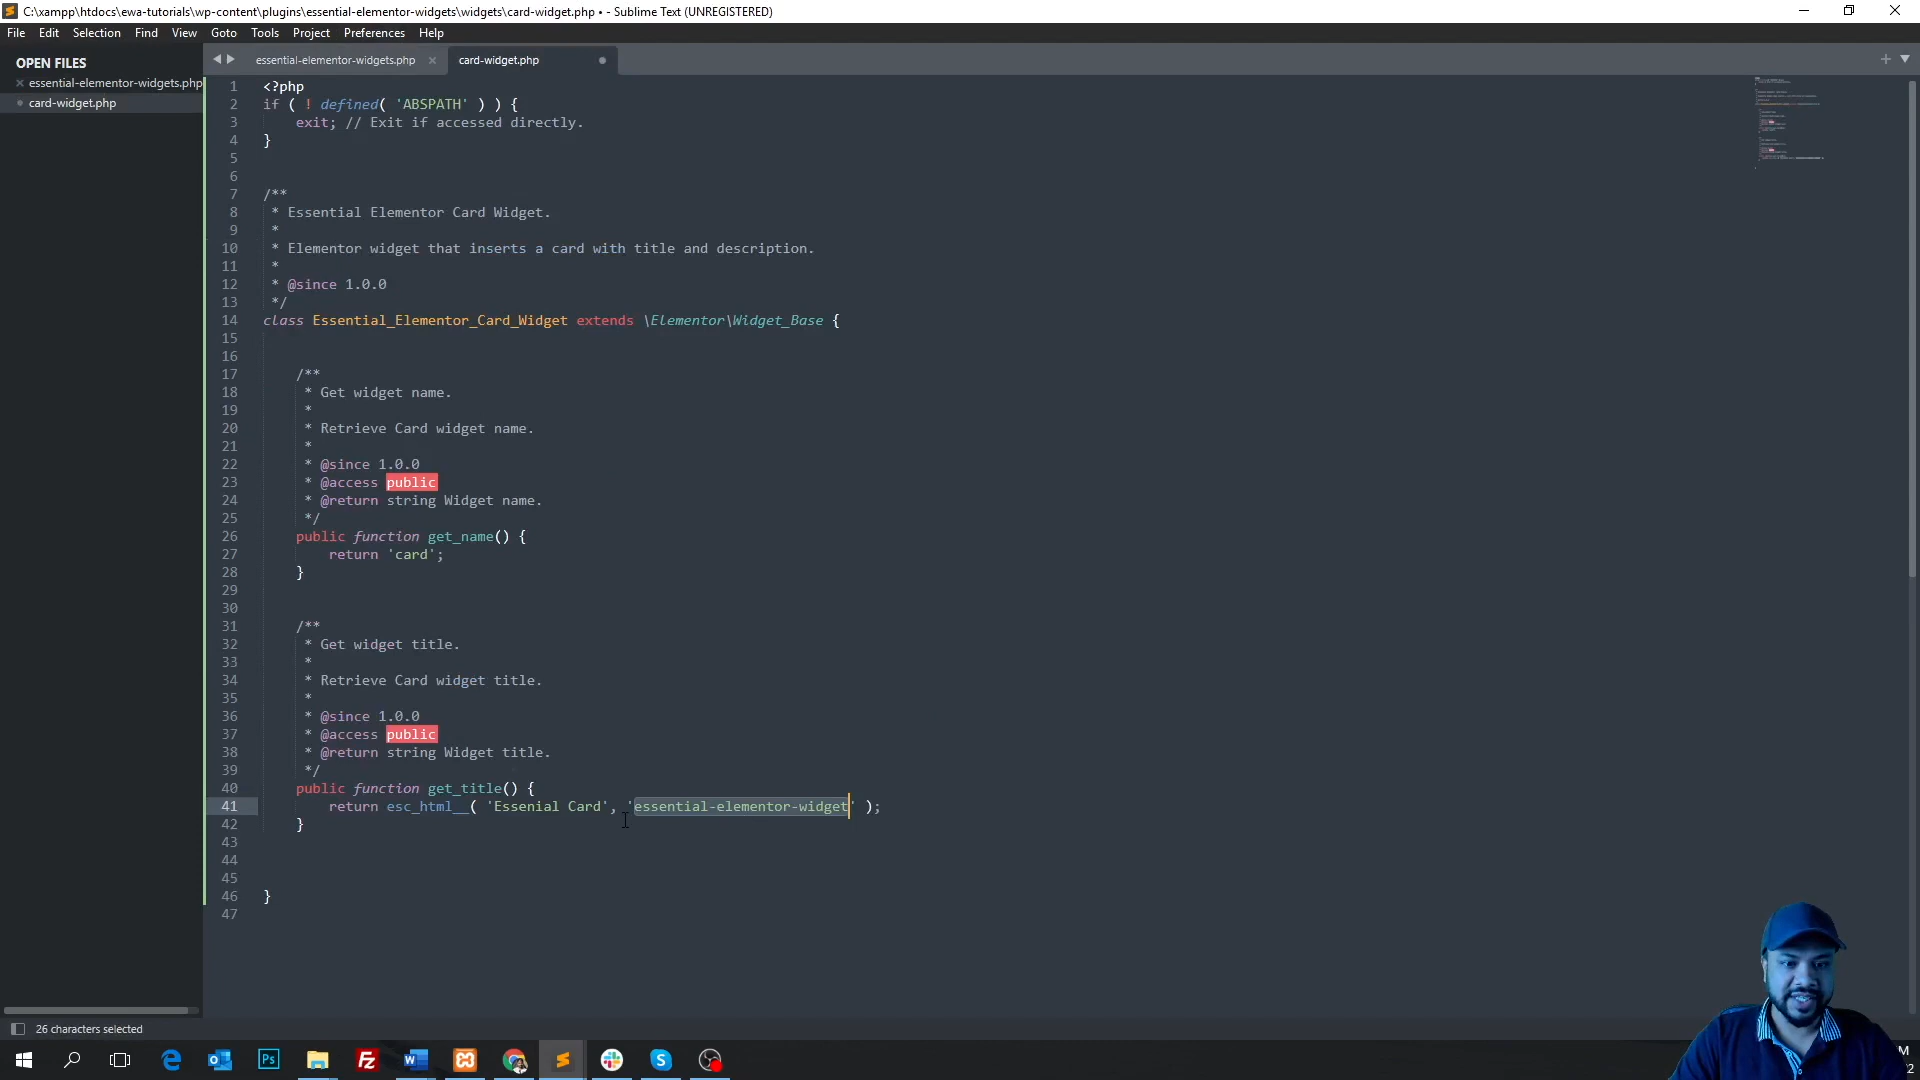 C:\xampp\htdocs\ewa-tutorials\wp-content\plugins\essential-elementor-widgets\widgets\card-widget.php • - Sublime Text (UNREGISTERED)
File Edit Selection Find View Goto Tools Project Preferences Help
OPEN FILES
essential-elementor-widgets.php
card-widget.php
essential-elementor-widgets.php card-widget.php
1 <?php
2 if ( ! defined( 'ABSPATH' ) ) {
3 exit; // Exit if accessed directly.
4 }
5
6
7 /**
8 * Essential Elementor Card Widget.
9 *
10 * Elementor widget that inserts a card with title and description.
11 *
12 * @since 1.0.0
13 */
14 class Essential_Elementor_Card_Widget extends \Elementor\Widget_Base {
15
16
17 /**
18 * Get widget name.
19 *
20 * Retrieve Card widget name.
21 *
22 * @since 1.0.0
23 * @access public
24 * @return string Widget name.
25 */
26 public function get_name() {
27 return 'card';
28 }
29
30
31 /**
32 * Get widget title.
33 *
34 * Retrieve Card widget title.
35 *
36 * @since 1.0.0
37 * @access public
38 * @return string Widget title.
39 */
40 public function get_title() {
41 return esc_html__( 'Essenial Card', 'essential-elementor-widget' );
42 }
43
44
45
46 }
47
26 characters selected